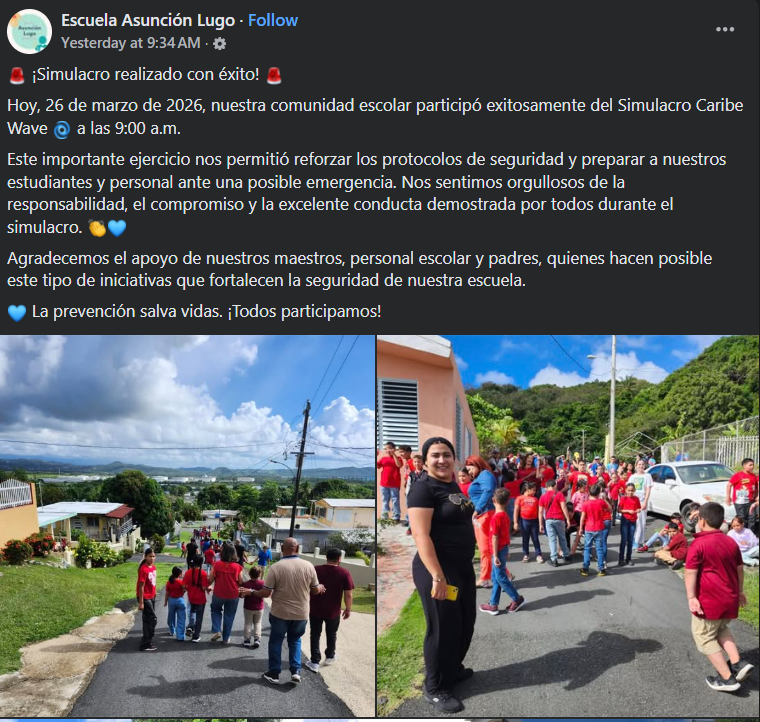 Escuela Asunción Lugo · Follow
Yesterday at 9:34 AM ·
🚨 ¡Simulacro realizado con éxito! 🚨
Hoy, 26 de marzo de 2026, nuestra comunidad escolar participó exitosamente del Simulacro Caribe
Wave 🌀 a las 9:00 a.m.
Este importante ejercicio nos permitió reforzar los protocolos de seguridad y preparar a nuestros
estudiantes y personal ante una posible emergencia. Nos sentimos orgullosos de la
responsabilidad, el compromiso y la excelente conducta demostrada por todos durante el
simulacro. 👏💙
Agradecemos el apoyo de nuestros maestros, personal escolar y padres, quienes hacen posible
este tipo de iniciativas que fortalecen la seguridad de nuestra escuela.
💙 La prevención salva vidas. ¡Todos participamos!